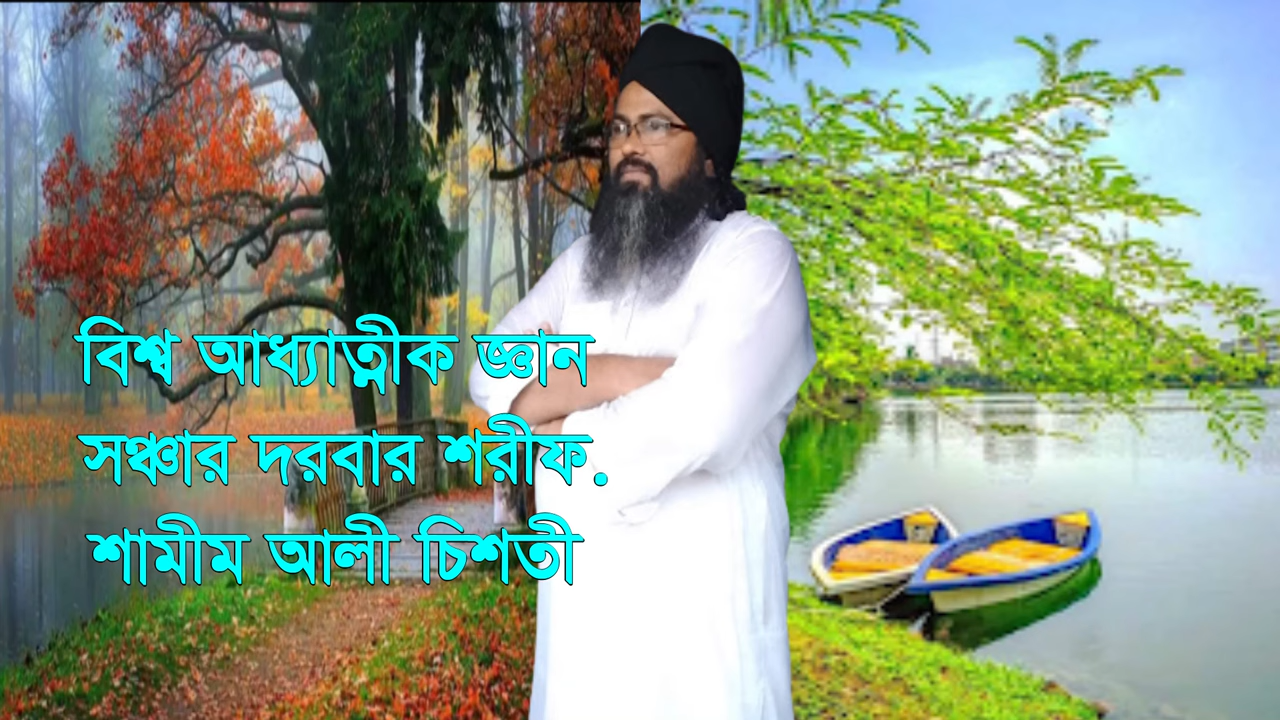 বিশ্ব আধ্যাত্নীক জ্ঞান
সঞ্চার দরবার শরীফ.
শামীম আলী চিশতী